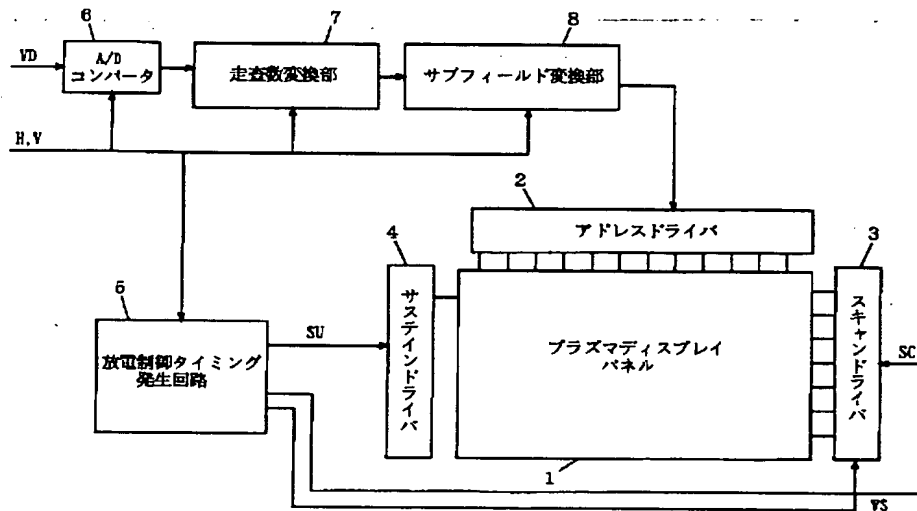 6
7
8
VD
A/D
コンバータ
走査数変換部
サブフィールド変換部
H,V
2
アドレスドライバ
4
3
5
サステインドライバ
スキャンドライバ
プラズマディスプレイ
パネル
放電制御タイミング
発生回路
SU
SC
1
WS